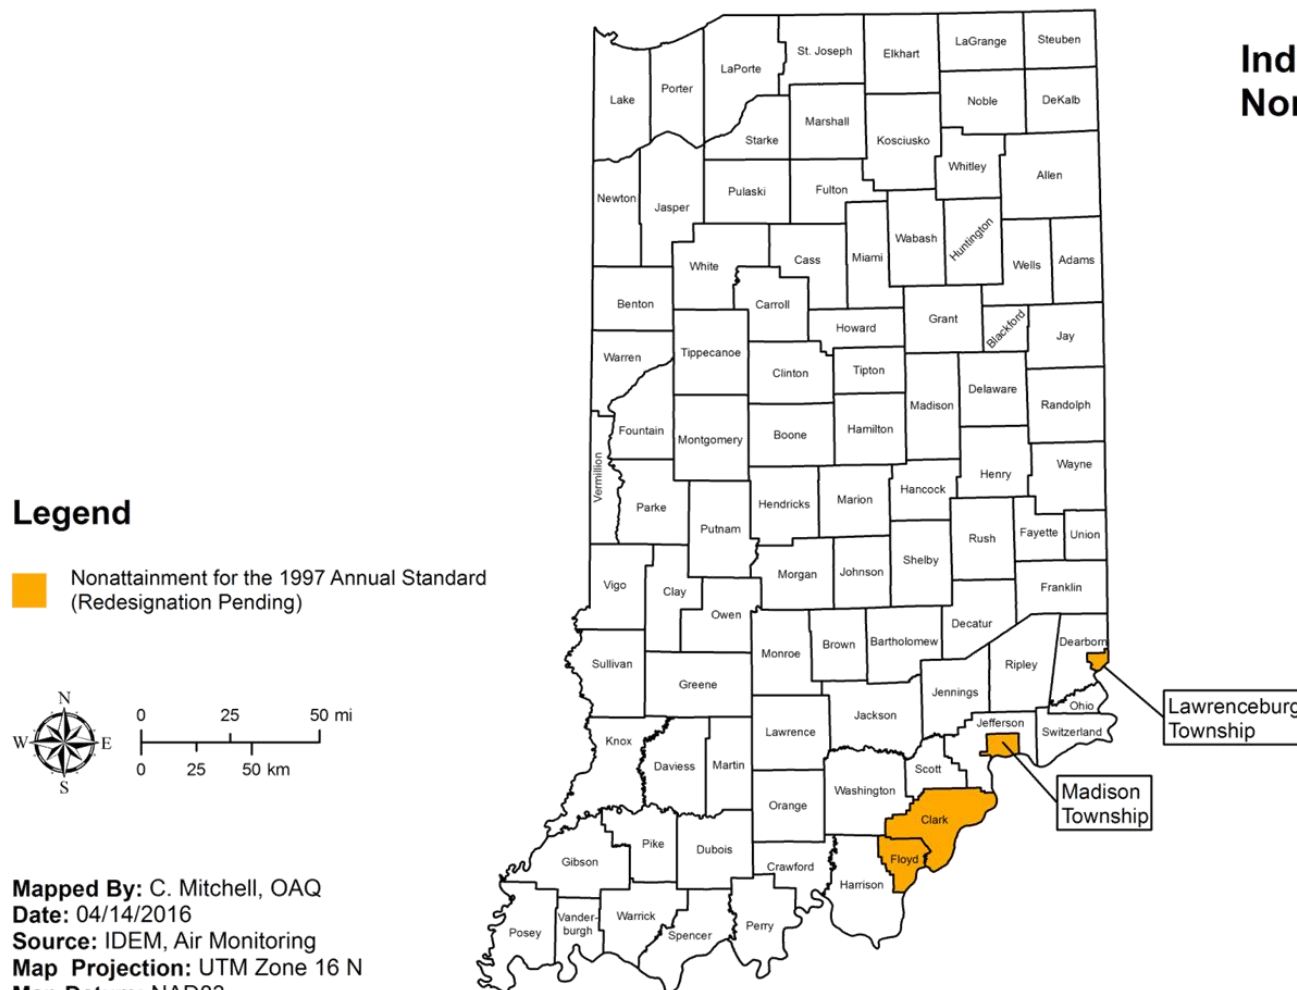 Ind
Nor
St. Joseph
Elkhart
LaGrange
Steuben
LaPorte
Porter
Lake
Noble
DeKalb
Marshall
Starke
Kosciusko
Whitley
Allen
Newton
Jasper
Pulaski
Fulton
White
Cass
Miami
Wabash
Huntington
Wells
Adams
Benton
Carroll
Howard
Grant
Blackford
Jay
Warren
Tippecanoe
Clinton
Tipton
Madison
Delaware
Randolph
Fountain
Montgomery
Boone
Hamilton
Vermillion
Parke
Putnam
Hendricks
Marion
Hancock
Henry
Wayne
Rush
Fayette
Union
Vigo
Clay
Owen
Morgan
Johnson
Shelby
Franklin
Decatur
Sullivan
Greene
Monroe
Brown
Bartholomew
Jennings
Ripley
Dearborn
Ohio
Knox
Daviess
Martin
Lawrence
Jackson
Jefferson
Switzerland
Scott
Washington
Orange
Clark
Gibson
Pike
Dubois
Crawford
Floyd
Harrison
Posey
Vander-
burgh
Warrick
Spencer
Perry
Lawrenceburg
Township
Madison
Township
Legend
Nonattainment for the 1997 Annual Standard
(Redesignation Pending)
N
W
E
S
0 25 50 mi
0 25 50 km
Mapped By: C. Mitchell, OAQ
Date: 04/14/2016
Source: IDEM, Air Monitoring
Map Projection: UTM Zone 16 N
Map Datum: NAD83